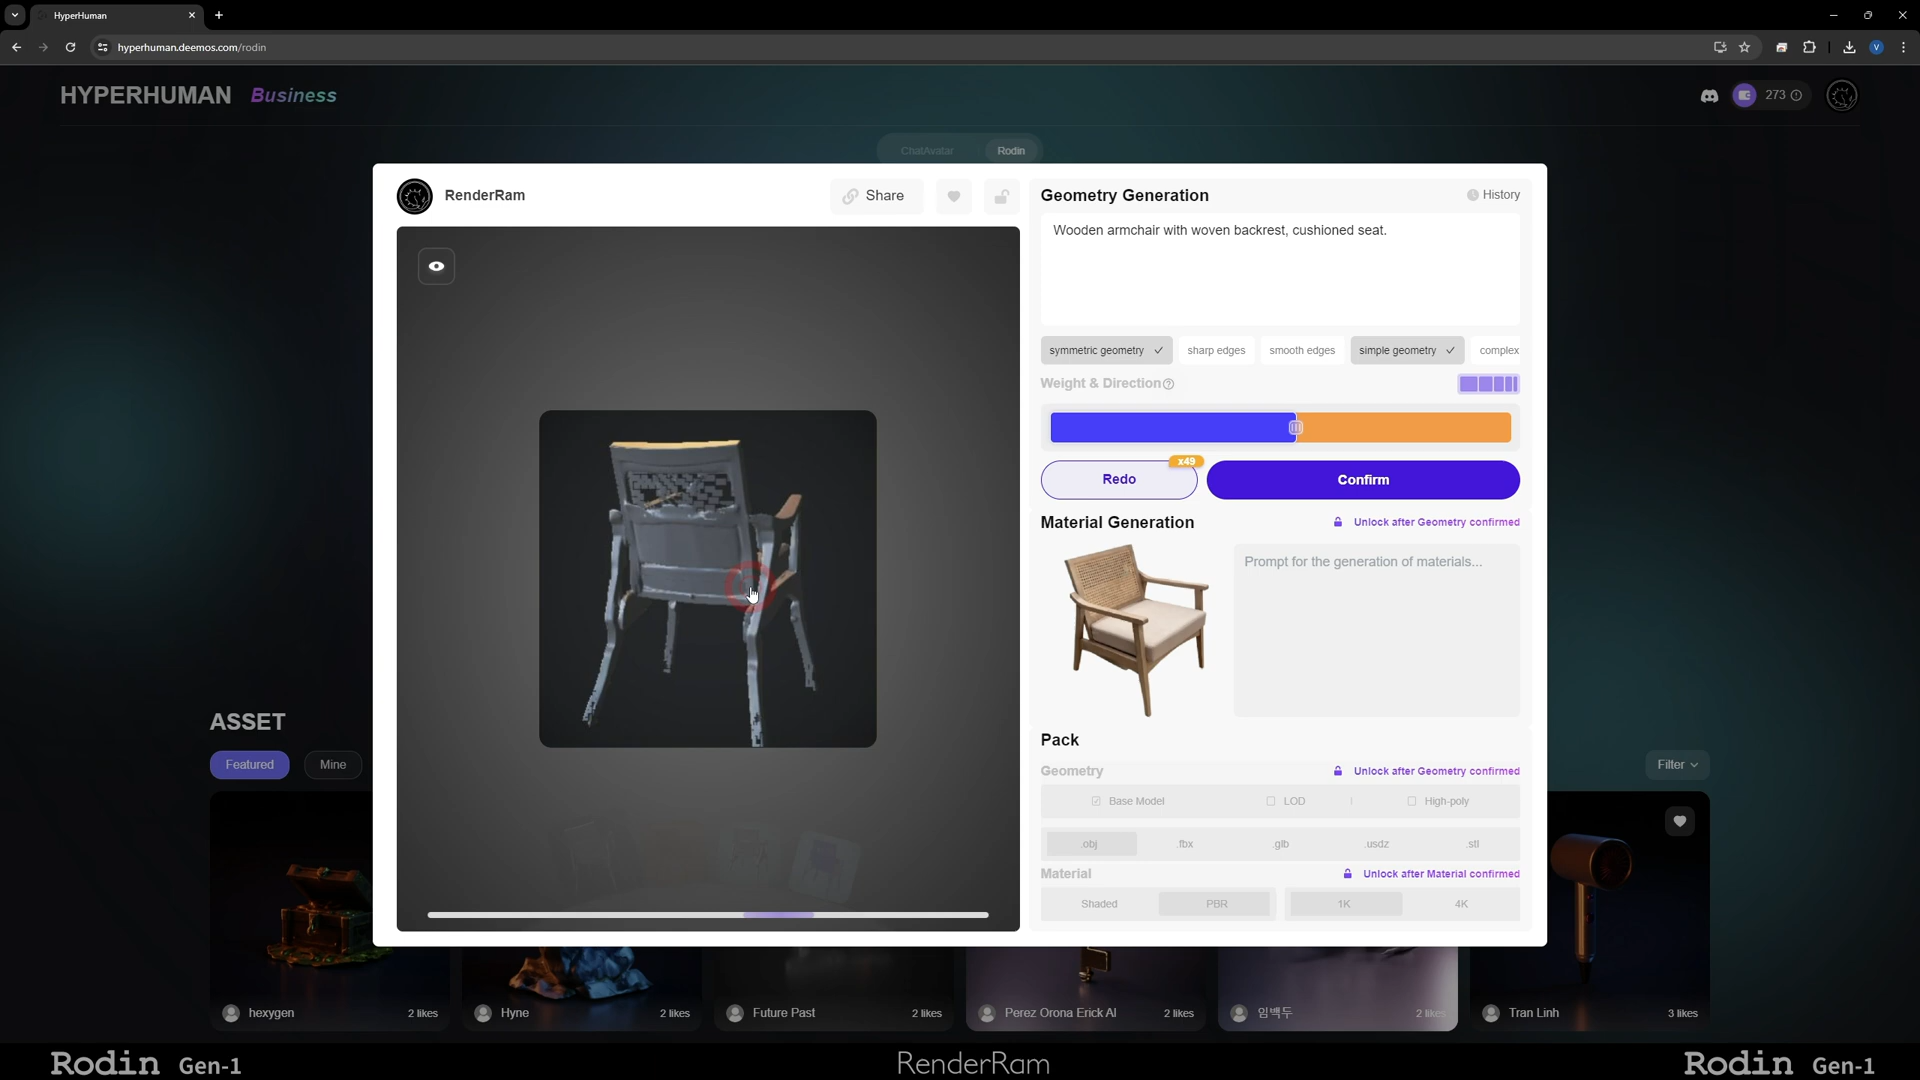 HyperHuman
hyperhuman.deemos.com/rodin
V
HYPERHUMAN Business
273
ChatAvatar Rodin
RenderRam
Share
Geometry Generation
History
Wooden armchair with woven backrest, cushioned seat.
symmetric geometry
sharp edges
smooth edges
simple geometry
complex
Weight & Direction
x49
Redo
Confirm
Material Generation
Unlock after Geometry confirmed
Prompt for the generation of materials...
Pack
Geometry
Unlock after Geometry confirmed
Base Model
LOD
High-poly
.obj
.fbx
.glb
.usdz
.stl
Material
Unlock after Material confirmed
Shaded
PBR
1K
4K
ASSET
Featured
Mine
Filter
hexygen 2 likes
Hyne 2 likes
Future Past 2 likes
Perez Orona Erick AI 2 likes
임백두 2 likes
Tran Linh 3 likes
Rodin Gen-1
RenderRam
Rodin Gen-1